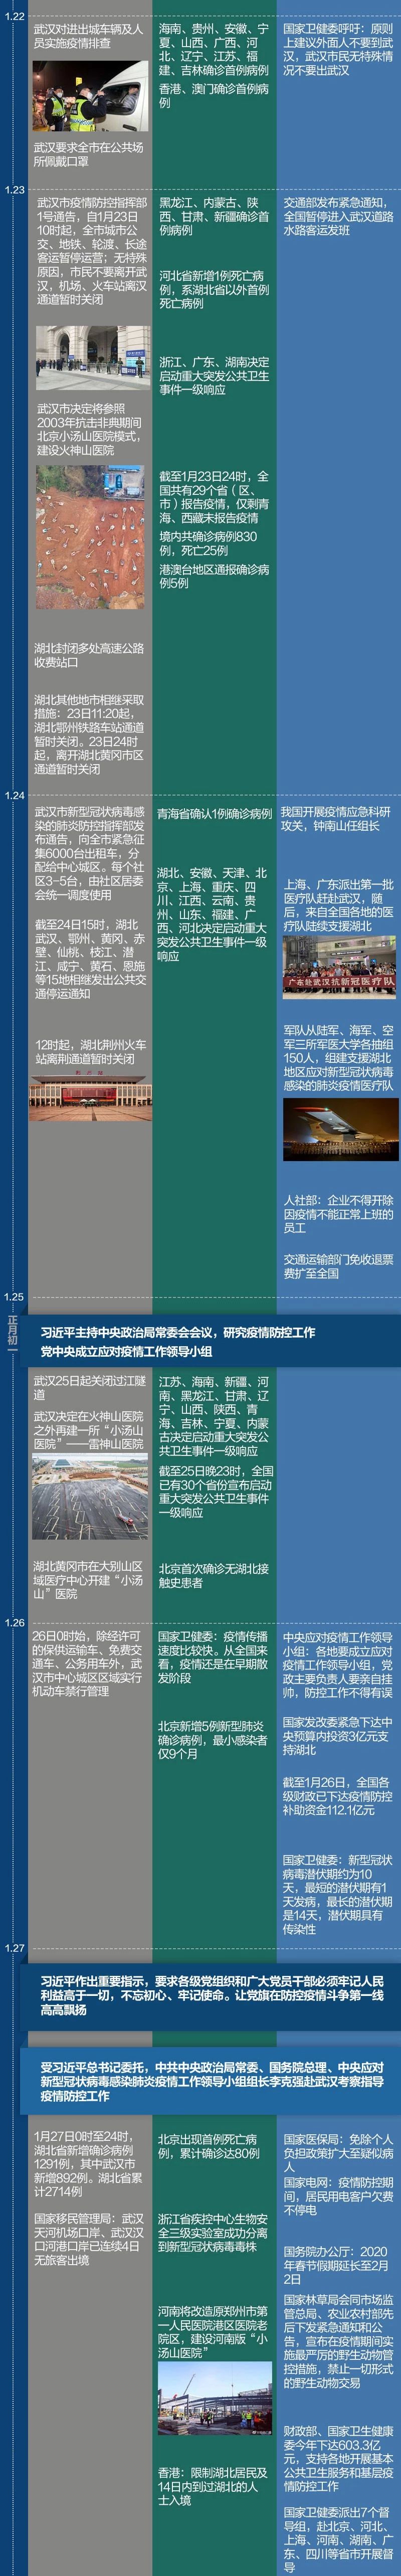 1.22
武汉对进出城车辆及人
员实施疫情排查
武汉要求全市在公共场
所佩戴口罩
海南、贵州、安徽、宁
夏、山西、广西、河
北、辽宁、江苏、福
建、吉林确诊首例病例
香港、澳门确诊首例病
例
国家卫健委呼吁：原则
上建议外面人不要到武
汉，武汉市民无特殊情
况不要出武汉
1.23
武汉市疫情防控指挥部
1号通告，自1月23日
10时起，全市城市公
交、地铁、轮渡、长途
客运暂停运营；无特殊
原因，市民不要离开武
汉，机场、火车站离汉
通道暂时关闭
武汉市决定将参照
2003年抗击非典期间
北京小汤山医院模式，
建设火神山医院
湖北封闭多处高速公路
收费站口
湖北其他地市相继采取
措施：23日11:20起，
湖北鄂州铁路车站通道
暂时关闭。23日24时
起，离开湖北黄冈市区
通道暂时关闭
黑龙江、内蒙古、陕
西、甘肃、新疆确诊首
例病例
河北省新增1例死亡病
例，系湖北省以外首例
死亡病例
浙江、广东、湖南决定
启动重大突发公共卫生
事件一级响应
截至1月23日24时，全
国共有29个省（区、
市）报告疫情，仅剩青
海、西藏未报告疫情
境内共确诊病例830
例，死亡25例
港澳台地区通报确诊病
例5例
交通部发布紧急通知，
全国暂停进入武汉道路
水路客运发班
1.24
武汉市新型冠状病毒感
染的肺炎防控指挥部发
布通告，向全市紧急征
集6000台出租车，分
配给中心城区。每个社
区3-5台，由社区居委
会统一调度使用
截至24日15时，湖北
武汉、鄂州、黄冈、赤
壁、仙桃、枝江、潜
江、咸宁、黄石、恩施
等15地相继发出公共交
通停运通知
12时起，湖北荆州火车
站离荆通道暂时关闭
青海省确认1例确诊病例
湖北、安徽、天津、北
京、上海、重庆、四
川、江西、云南、贵
州、山东、福建、广
西、河北决定启动重大
突发公共卫生事件一级
响应
我国开展疫情应急科研
攻关，钟南山任组长
上海、广东派出第一批
医疗队赶赴武汉，随
后，来自全国各地的医
疗队陆续支援湖北
广东赴武汉抗新冠医疗队
军队从陆军、海军、空
军三所军医大学各抽组
150人，组建支援湖北
地区应对新型冠状病毒
感染的肺炎疫情医疗队
人社部：企业不得开除
因疫情不能正常上班的
员工
交通运输部门免收退票
费扩至全国
1.25
正月初一
习近平主持中央政治局常委会会议，研究疫情防控工作
党中央成立应对疫情工作领导小组
武汉25日起关闭过江隧
道
武汉决定在火神山医院
之外再建一所“小汤山
医院”——雷神山医院
湖北黄冈市在大别山区
域医疗中心开建“小汤
山”医院
江苏、海南、新疆、河
南、黑龙江、甘肃、辽
宁、山西、陕西、青
海、吉林、宁夏、内蒙
古决定启动重大突发公
共卫生事件一级响应
截至25日晚23时，全国
已有30个省份宣布启动
重大突发公共卫生事件
一级响应
北京首次确诊无湖北接
触史患者
1.26
26日0时始，除经许可
的保供运输车、免费交
通车、公务用车外，武
汉市中心城区区域实行
机动车禁行管理
国家卫健委：疫情传播
速度比较快。从全国来
看，疫情还是在早期散
发阶段
北京新增5例新型肺炎
确诊病例，最小感染者
仅9个月
中央应对疫情工作领导
小组：各地要成立应对
疫情工作领导小组，党
政主要负责人要亲自挂
帅，防控工作不得有误
国家发改委紧急下达中
央预算内投资3亿元支
持湖北
截至1月26日，全国各
级财政已下达疫情防控
补助资金112.1亿元
国家卫健委：新型冠状
病毒潜伏期约为10
天，最短的潜伏期有1
天发病，最长的潜伏期
是14天，潜伏期具有
传染性
1.27
习近平作出重要指示，要求各级党组织和广大党员干部必须牢记人民
利益高于一切，不忘初心、牢记使命。让党旗在防控疫情斗争第一线
高高飘扬
受习近平总书记委托，中共中央政治局常委、国务院总理、中央应对
新型冠状病毒感染肺炎疫情工作领导小组组长李克强赴武汉考察指导
疫情防控工作
1月27日0时至24时，
湖北省新增确诊病例
1291例，其中武汉市
新增892例。湖北省累
计2714例
国家移民管理局：武汉
天河机场口岸、武汉汉
口河港口岸已连续4日
无旅客出境
北京出现首例死亡病
例，累计确诊达80例
浙江省疾控中心生物安
全三级实验室成功分离
到新型冠状病毒毒株
河南将改造原郑州市第
一人民医院港区医院老
院区，建设河南版“小
汤山医院”
香港：限制湖北居民及
14日内到过湖北的人
士入境
国家医保局：免除个人
负担政策扩大至疑似病
人
国家电网：疫情防控期
间，居民用电客户欠费
不停电
国务院办公厅：2020
年春节假期延长至2月
2日
国家林草局会同市场监
管总局、农业农村部先
后下发紧急通知和公
告，宣布在疫情期间实
施最严厉的野生动物管
控措施，禁止一切形式
的野生动物交易
财政部、国家卫生健康
委今年下达603.3亿
元，支持各地开展基本
公共卫生服务和基层疫
情防控工作
国家卫健委派出7个督
导组，赴北京、河北、
上海、河南、湖南、广
东、四川等省市开展督
导